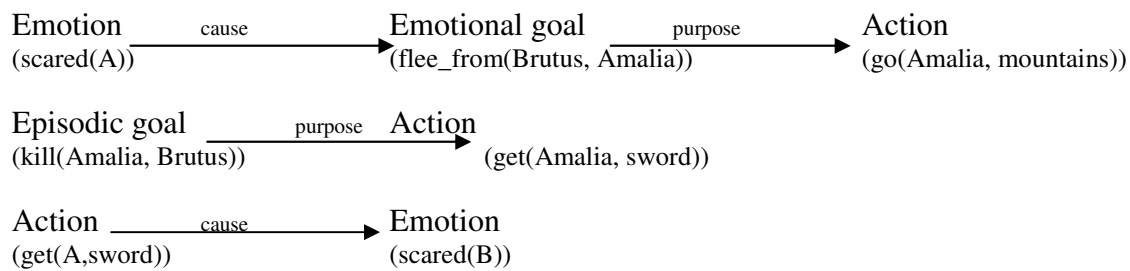 Emotion cause Emotional goal purpose Action
(scared(A)) (flee_from(Brutus, Amalia)) (go(Amalia, mountains))
Episodic goal purpose Action
(kill(Amalia, Brutus)) (get(Amalia, sword))
Action cause Emotion
(get(A,sword)) (scared(B))